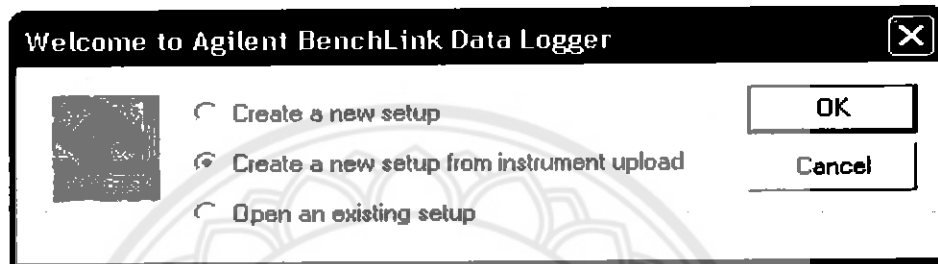 Welcome to Agilent BenchLink Data Logger
Create a new setup
OK
Create a new setup from instrument upload
Cancel
Open an existing setup